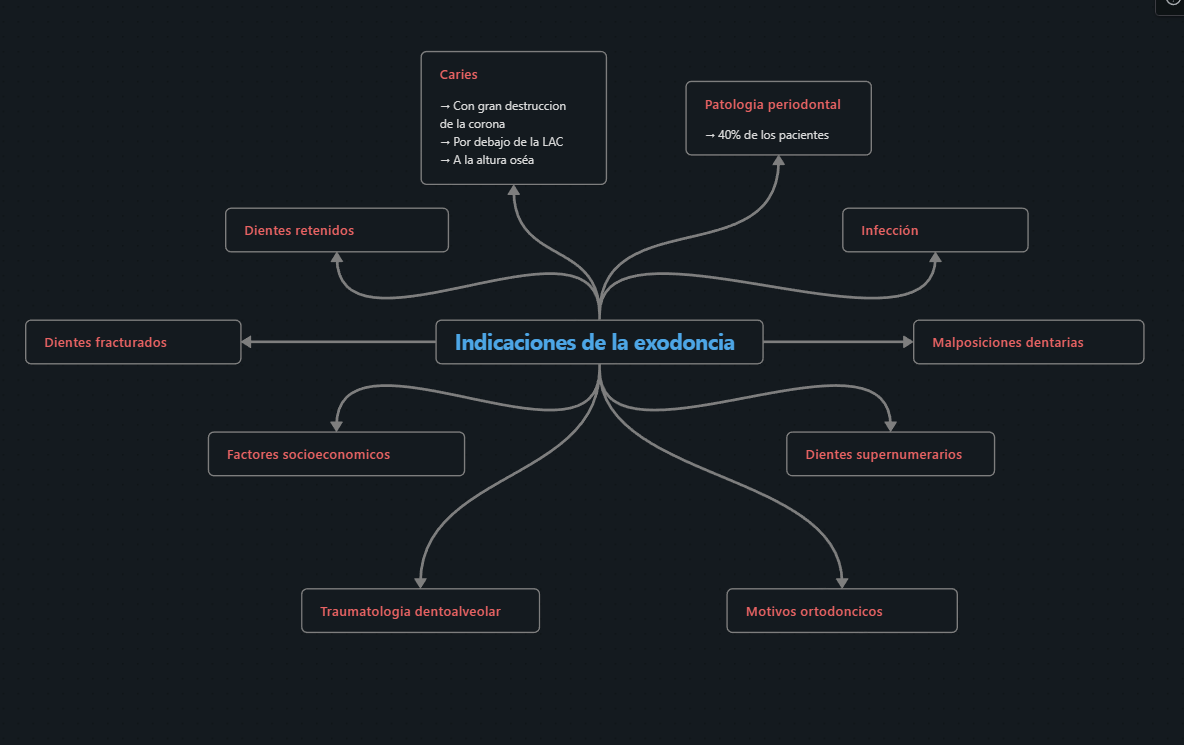 Caries
→ Con gran destruccion
de la corona
→ Por debajo de la LAC
→ A la altura oséa
Patologia periodontal
→ 40% de los pacientes
Dientes retenidos
Infección
Dientes fracturados
Indicaciones de la exodoncia
Malposiciones dentarias
Factores socioeconomicos
Dientes supernumerarios
Traumatologia dentoalveolar
Motivos ortodoncicos